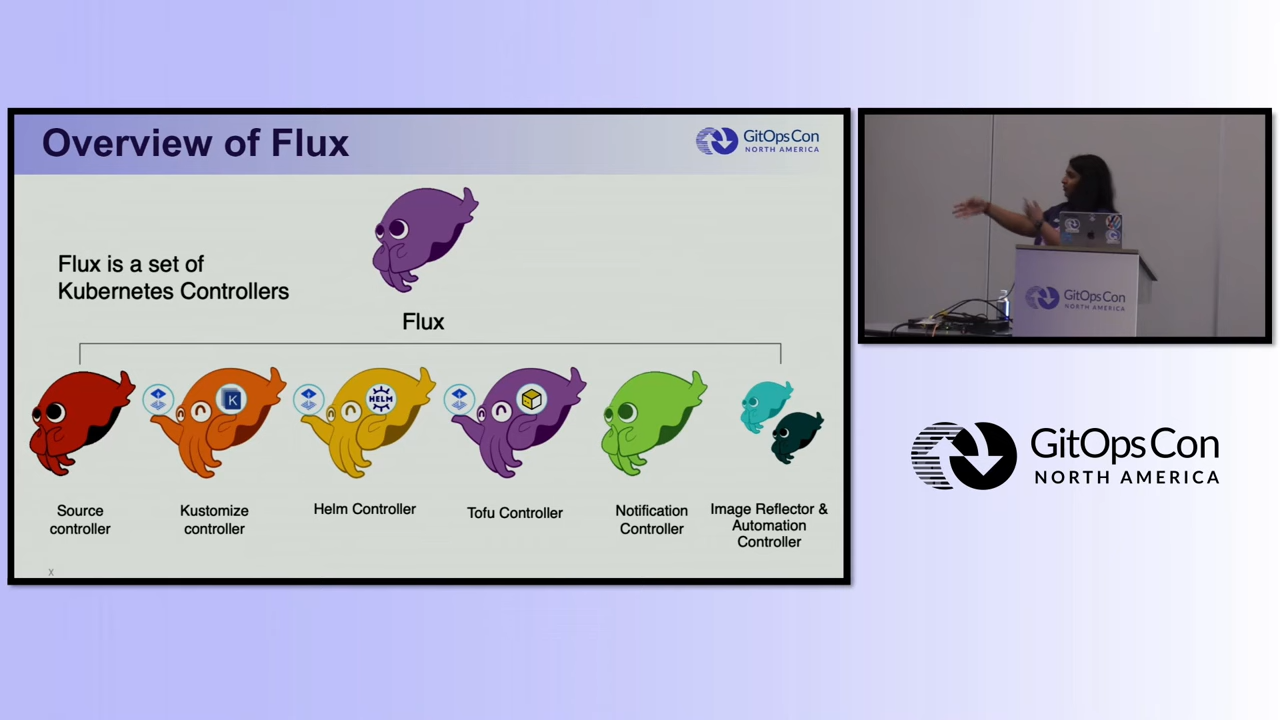 Overview of Flux
GitOpsCon
NORTH AMERICA
Flux is a set of
Kubernetes Controllers
Flux
K
HELM
Source
controller
Kustomize
controller
Helm Controller
Tofu Controller
Notification
Controller
Image Reflector &
Automation
Controller
X
GitOpsCon
NORTH AMERICA
GitOpsCon
NORTH AMERICA